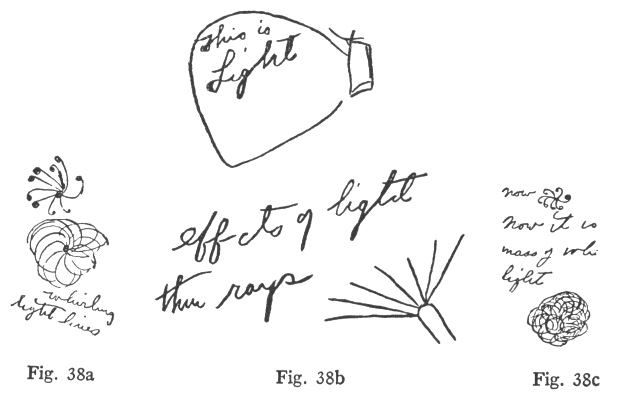 This is
Light
effects of light
thru rays
whirling
light lines
now
now it is
mass of whi
light
Fig. 38a
Fig. 38b
Fig. 38c